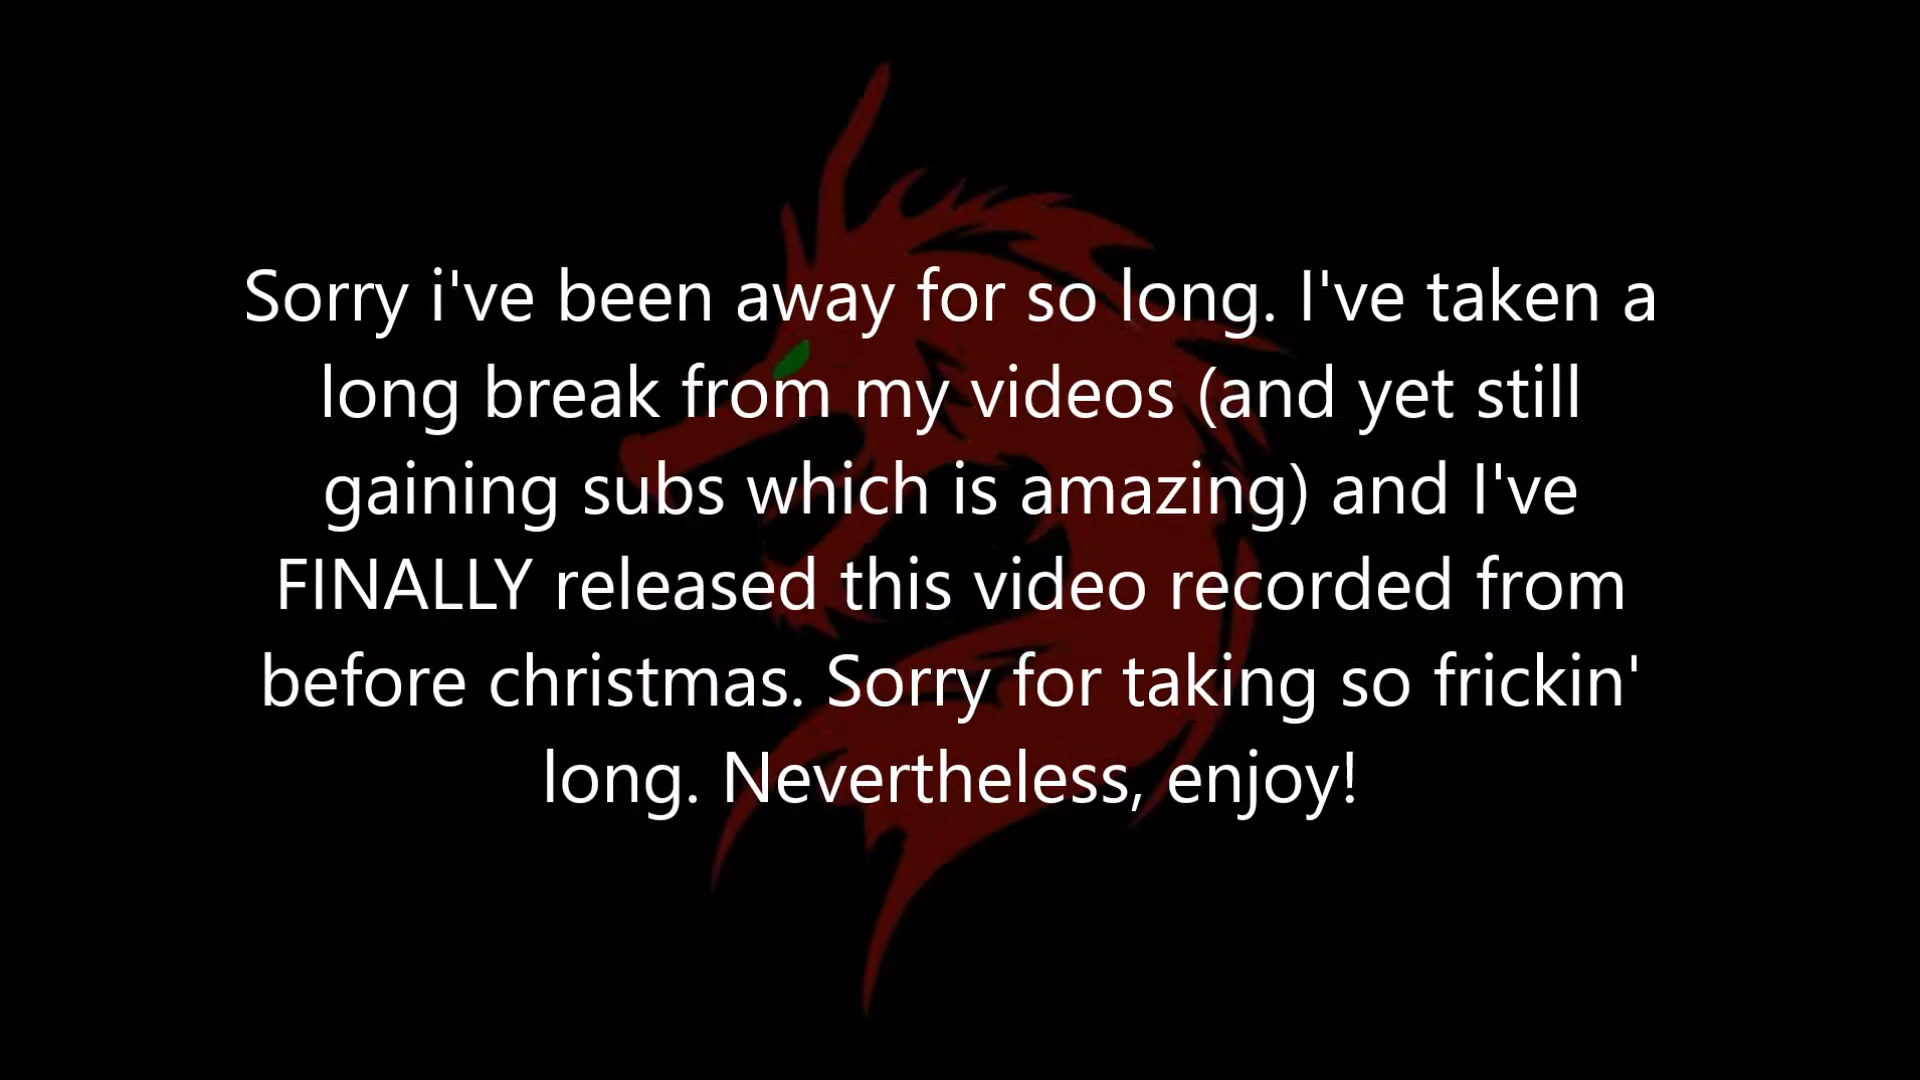 Sorry i've been away for so long. I've taken a
long break from my videos (and yet still
gaining subs which is amazing) and I've
FINALLY released this video recorded from
before christmas. Sorry for taking so frickin'
long. Nevertheless, enjoy!